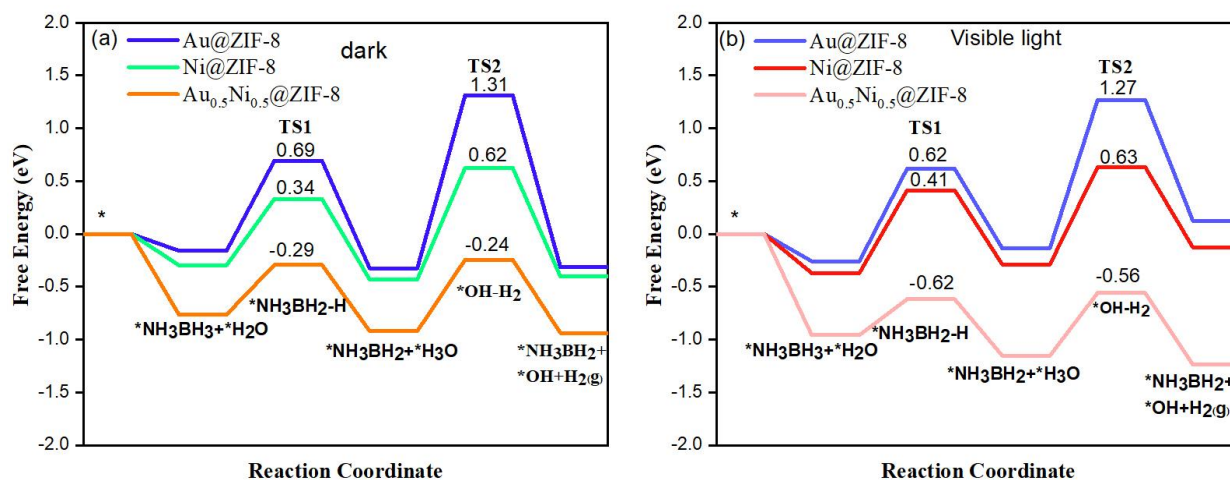 (a)
dark
Au@ZIF-8
Ni@ZIF-8
Au0.5Ni0.5@ZIF-8
TS1
0.69
0.34
-0.29
TS2
1.31
0.62
-0.24
*
*NH3BH3+*H2O
*NH3BH2-H
*NH3BH2+*H3O
*OH-H2
*NH3BH2+
*OH+H2(g)
2.0
1.5
1.0
0.5
0.0
-0.5
-1.0
-1.5
-2.0
Free Energy (eV)
Reaction Coordinate
(b)
Visible light
Au@ZIF-8
Ni@ZIF-8
Au0.5Ni0.5@ZIF-8
TS1
0.62
0.41
-0.62
TS2
1.27
0.63
-0.56
*
*NH3BH3+*H2O
*NH3BH2-H
*NH3BH2+*H3O
*OH-H2
*NH3BH2+
*OH+H2(g)
2.0
1.5
1.0
0.5
0.0
-0.5
-1.0
-1.5
-2.0
Free Energy (eV)
Reaction Coordinate